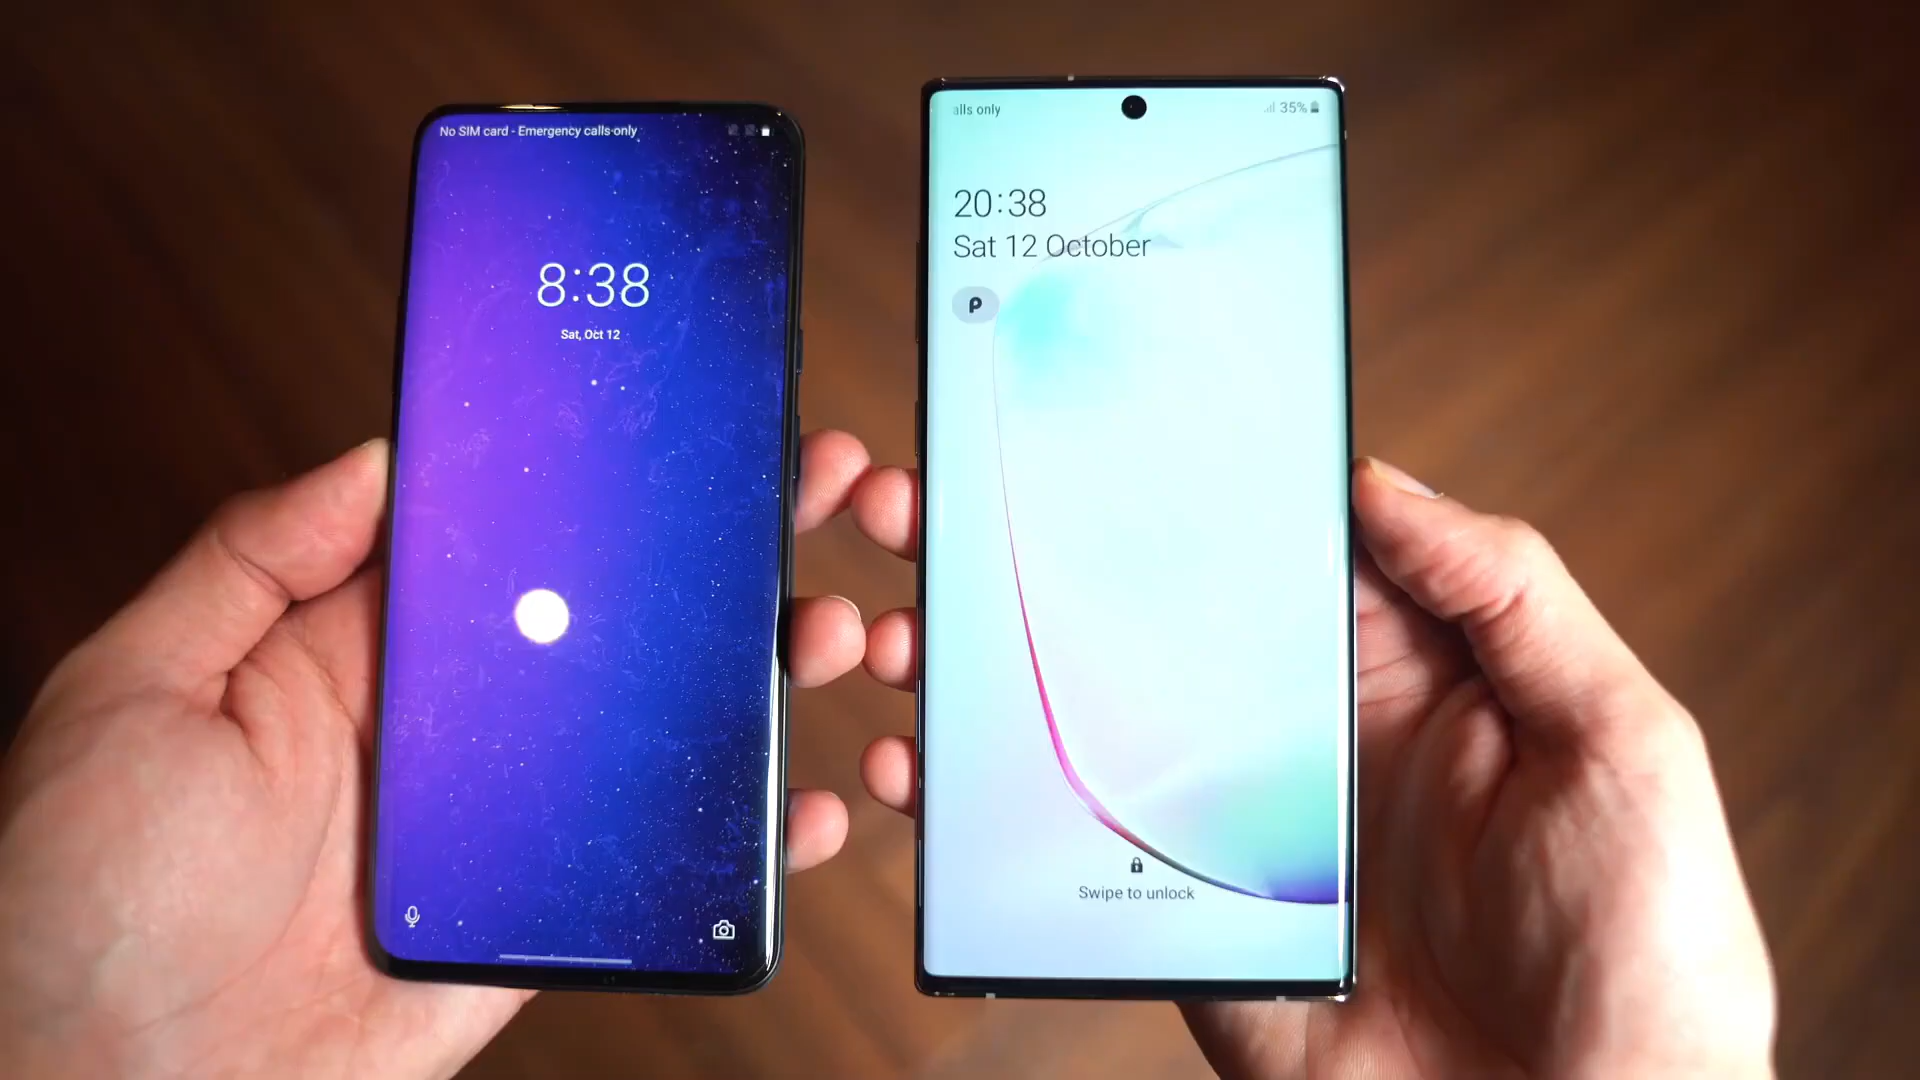 No SIM card - Emergency calls only
8:38
Sat, Oct 12
alls only
35%
20:38
Sat 12 October
P
Swipe to unlock